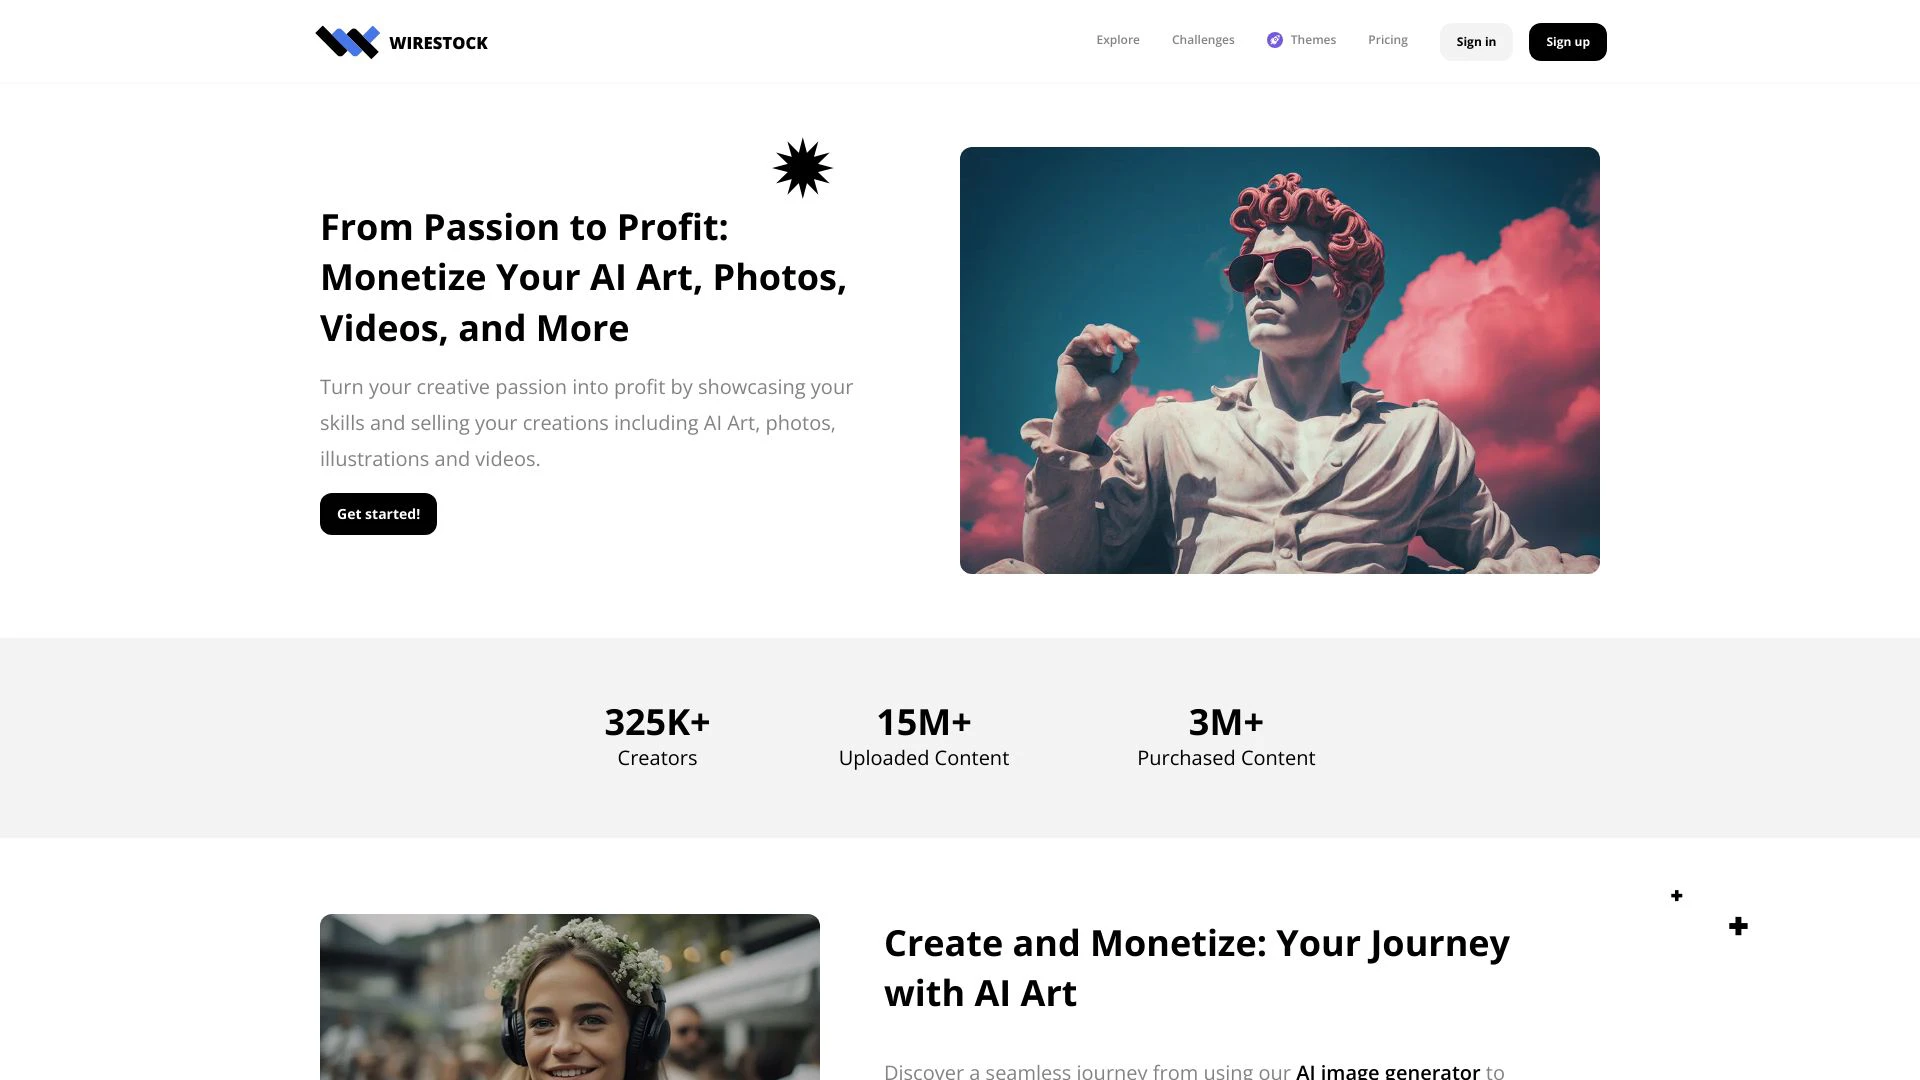 WIRESTOCK
Explore
Challenges
Themes
Pricing
Sign in
Sign up
From Passion to Profit:
Monetize Your AI Art, Photos,
Videos, and More
Turn your creative passion into profit by showcasing your
skills and selling your creations including AI Art, photos,
illustrations and videos.
Get started!
325K+
Creators
15M+
Uploaded Content
3M+
Purchased Content
Create and Monetize: Your Journey
with AI Art
Discover a seamless journey from using our AI image generator to